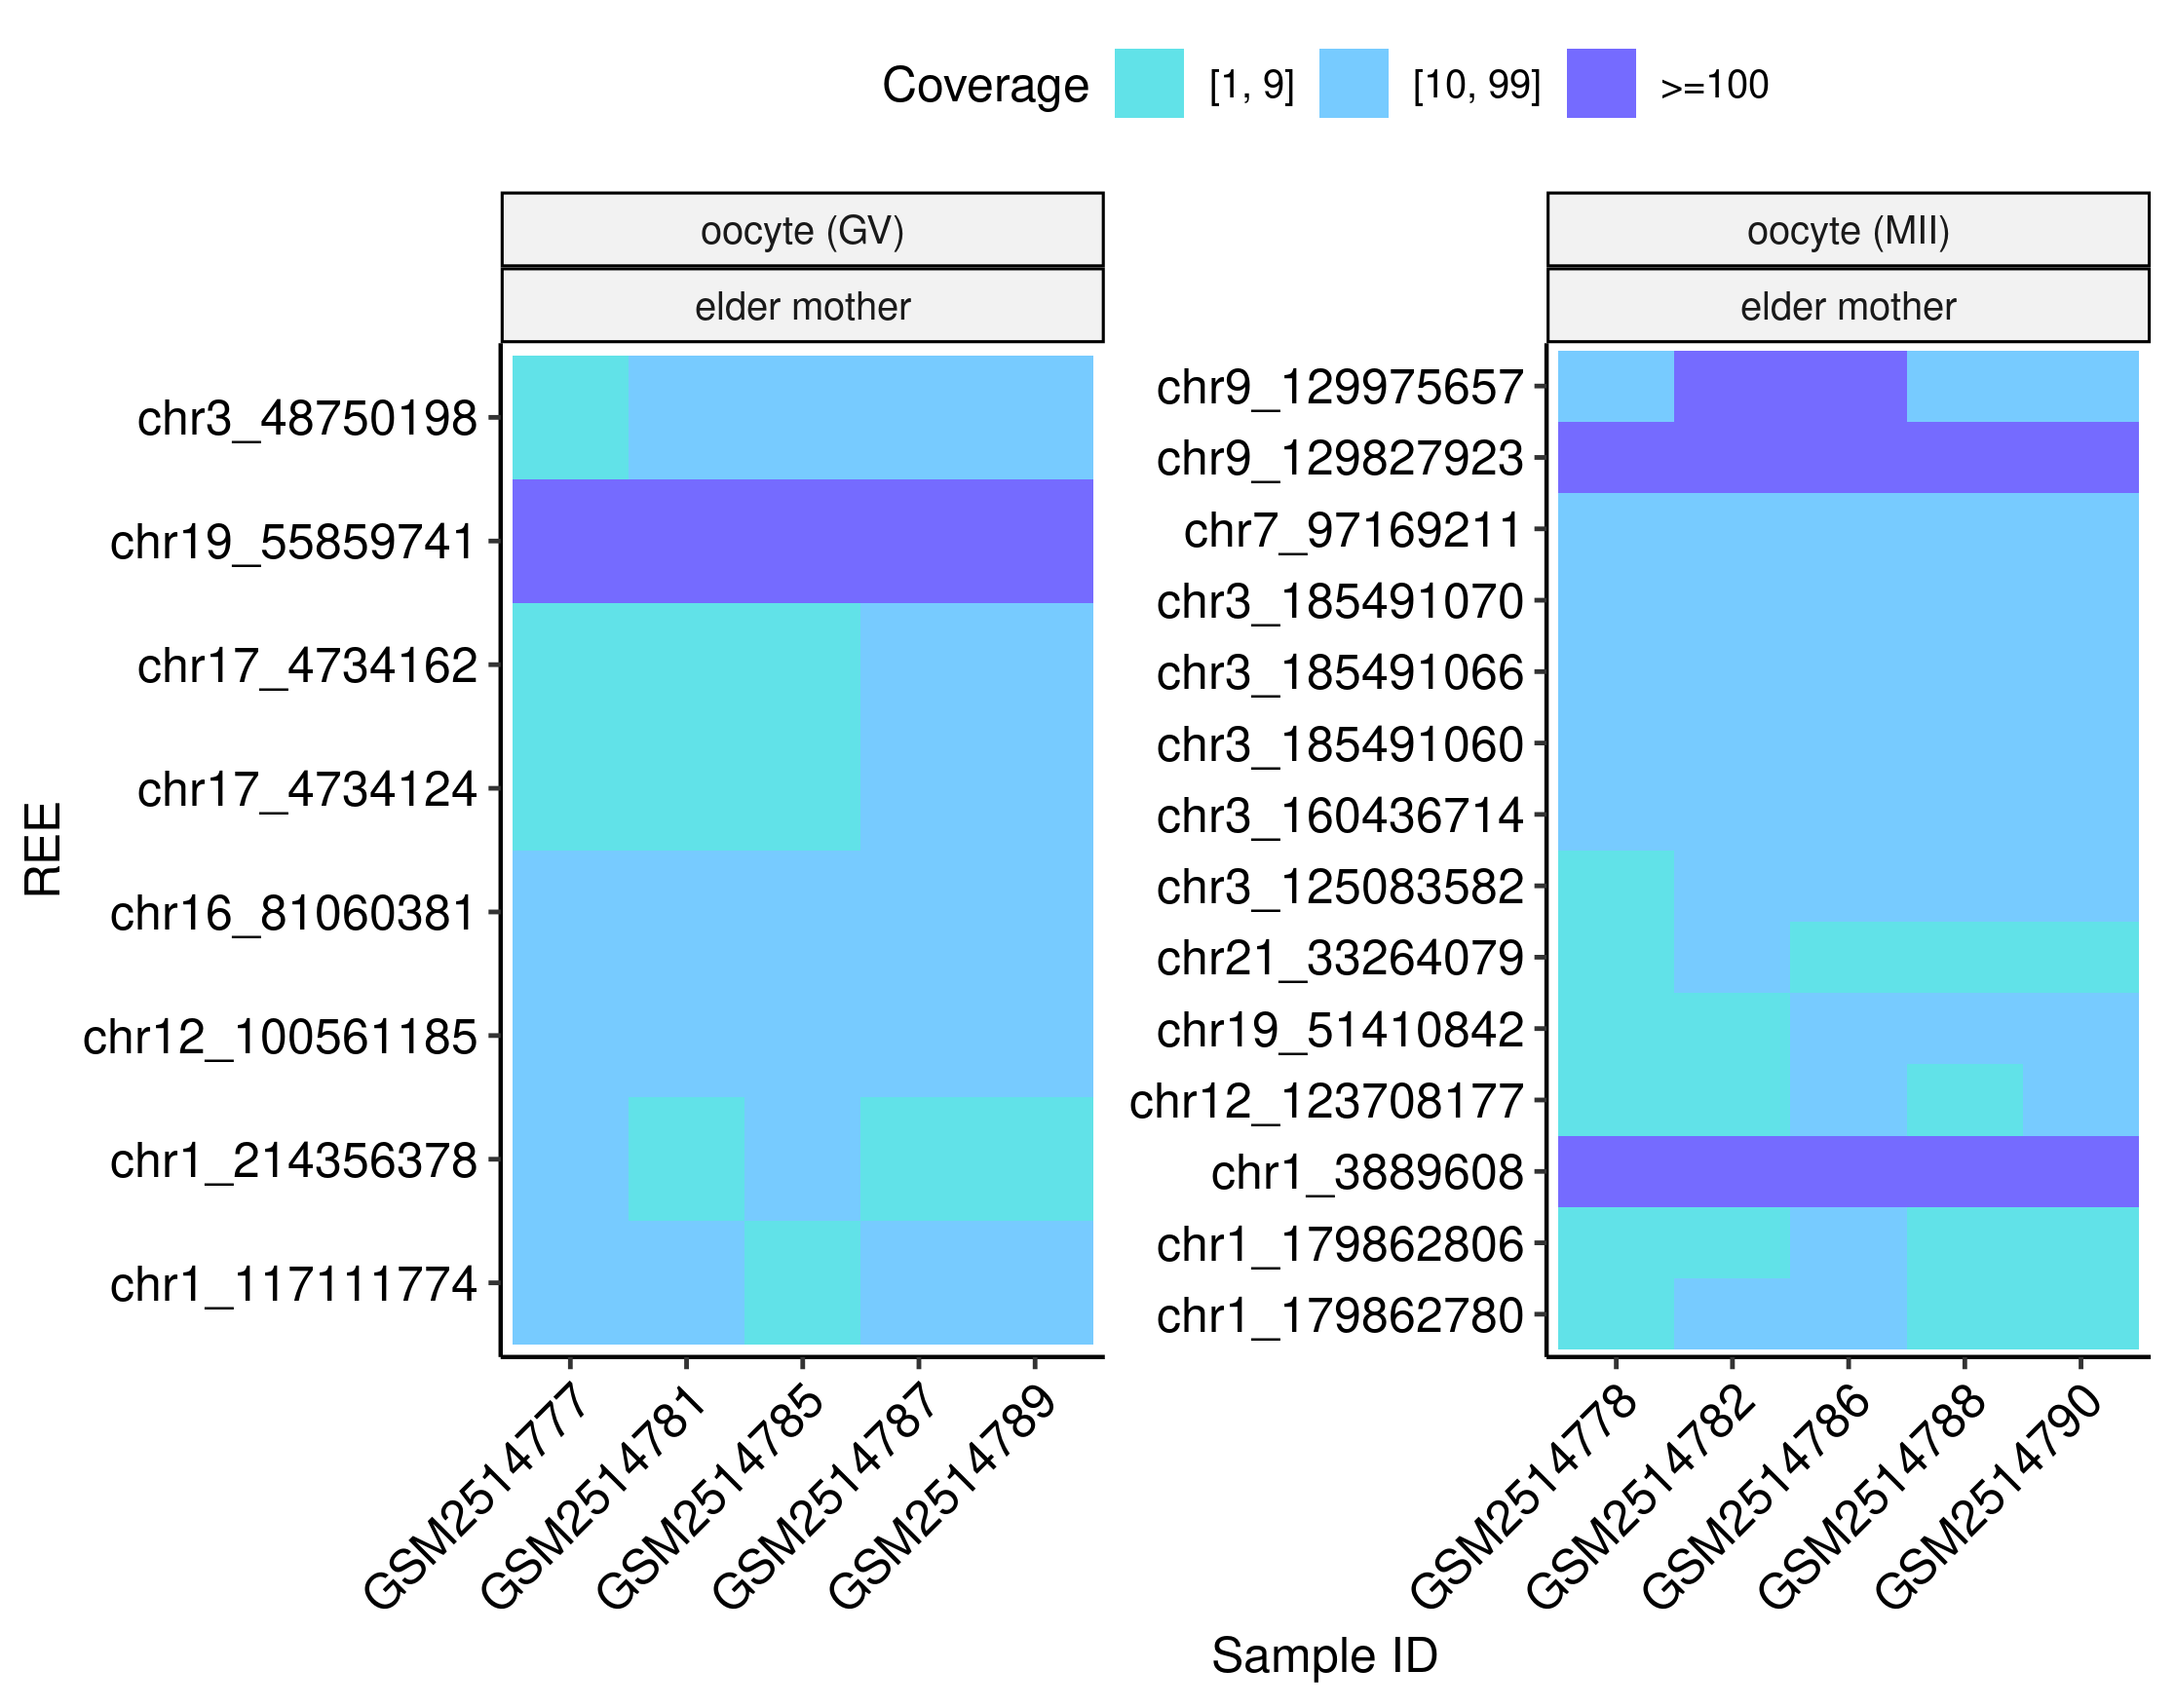 Coverage [1, 9] [10, 99] >=100
oocyte (GV)
elder mother
oocyte (MII)
elder mother
REE
chr3_48750198
chr19_55859741
chr17_4734162
chr17_4734124
chr16_81060381
chr12_100561185
chr1_214356378
chr1_117111774
GSM2514777
GSM2514781
GSM2514785
GSM2514787
GSM2514789
chr9_129975657
chr9_129827923
chr7_97169211
chr3_185491070
chr3_185491066
chr3_185491060
chr3_160436714
chr3_125083582
chr21_33264079
chr19_51410842
chr12_123708177
chr1_3889608
chr1_179862806
chr1_179862780
GSM2514778
GSM2514782
GSM2514786
GSM2514788
GSM2514790
Sample ID